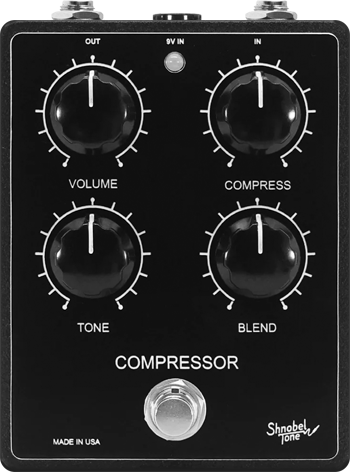 OUT 9V IN IN
VOLUME COMPRESS
TONE BLEND
COMPRESSOR
Shnobel
Tone
MADE IN USA